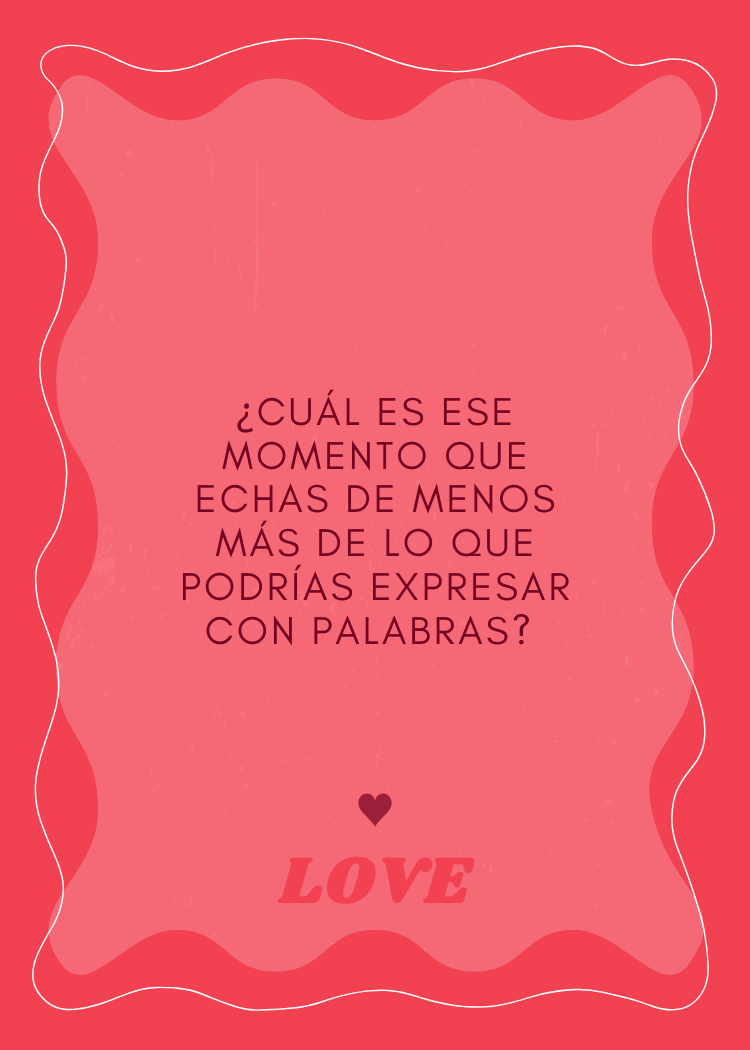 ¿CUÁL ES ESE
MOMENTO QUE
ECHAS DE MENOS
MÁS DE LO QUE
PODRÍAS EXPRESAR
CON PALABRAS?
LOVE